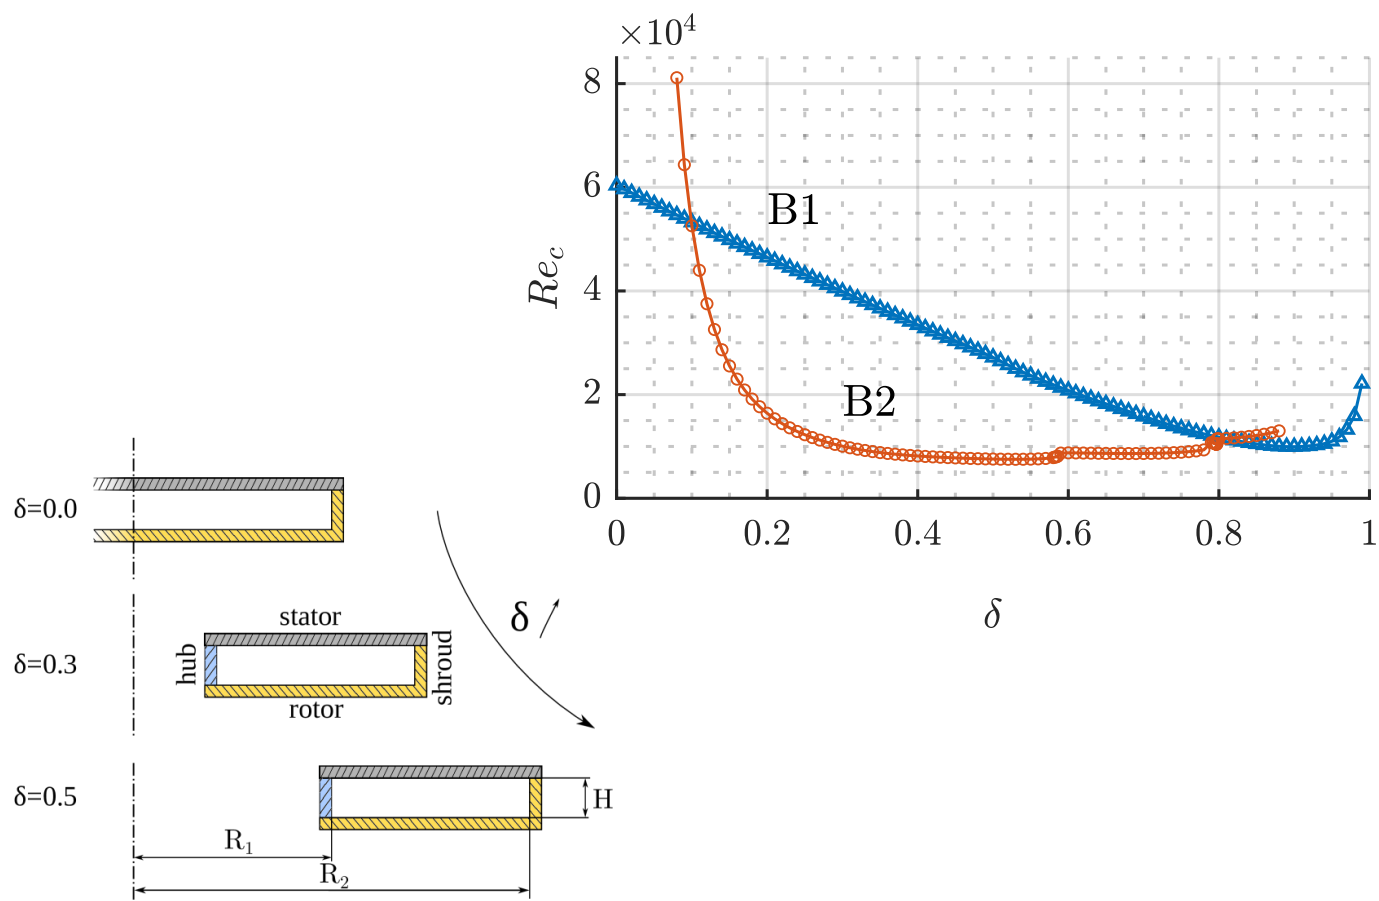 ×10⁴
8
6
4
2
0
Re_c
B1
B2
0 0.2 0.4 0.6 0.8 1
δ
δ=0.0
δ=0.3
δ=0.5
stator
hub
shroud
rotor
δ
H
R₁
R₂